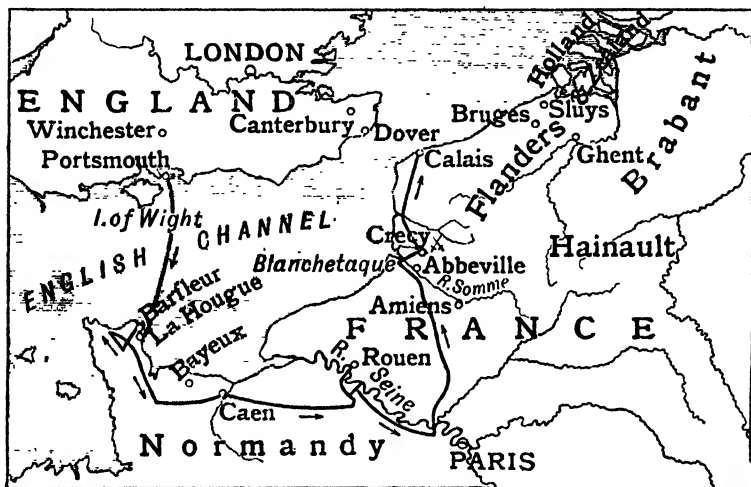 LONDON
ENGLAND
Winchester
Canterbury
Dover
Portsmouth
I. of Wight
ENGLISH CHANNEL
Holland
Bruges
Sluys
Flanders
Ghent
Brabant
Calais
Crecy
Hainault
Blanchetaque
Abbeville
R. Somme
Amiens
FRANCE
Barfleur
La Hougue
Bayeux
Caen
Rouen
R. Seine
Normandy
PARIS